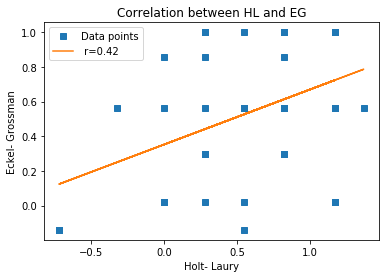 Correlation between HL and EG
Data points
r=0.42
Eckel- Grossman
1.0
0.8
0.6
0.4
0.2
0.0
−0.5
0.0
0.5
1.0
Holt- Laury